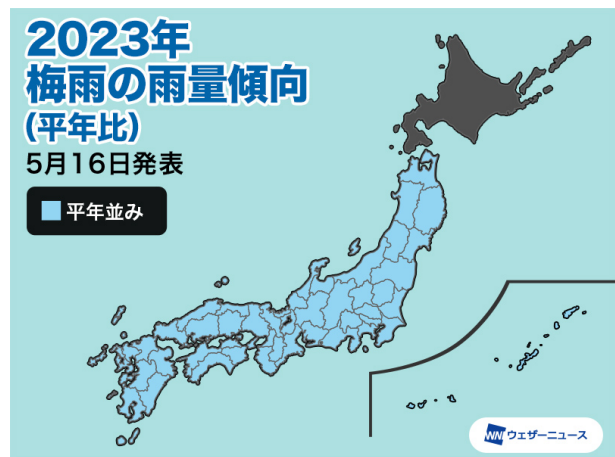 2023年
梅雨の雨量傾向
(平年比)
5月16日発表
平年並み
WNI ウェザーニュース